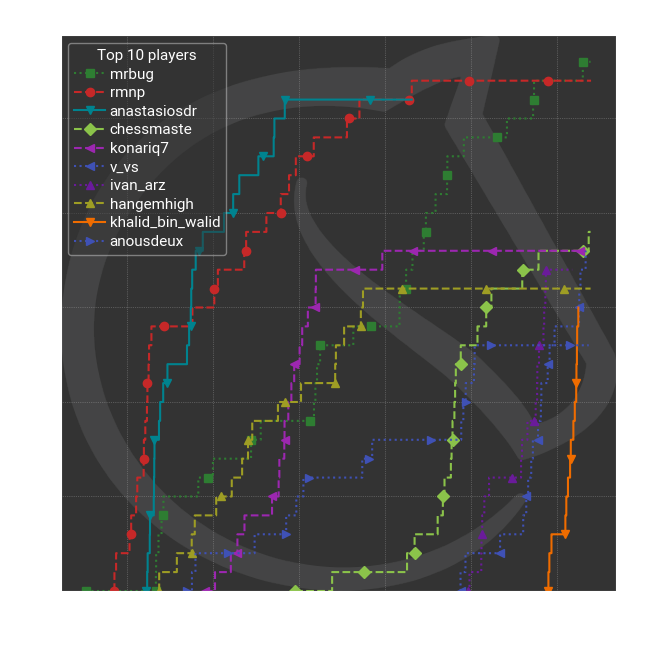 Top 10 players
mrbug
rmnp
anastasiosdr
chessmaste
konariq7
v_vs
ivan_arz
hangemhigh
khalid_bin_walid
anousdeux